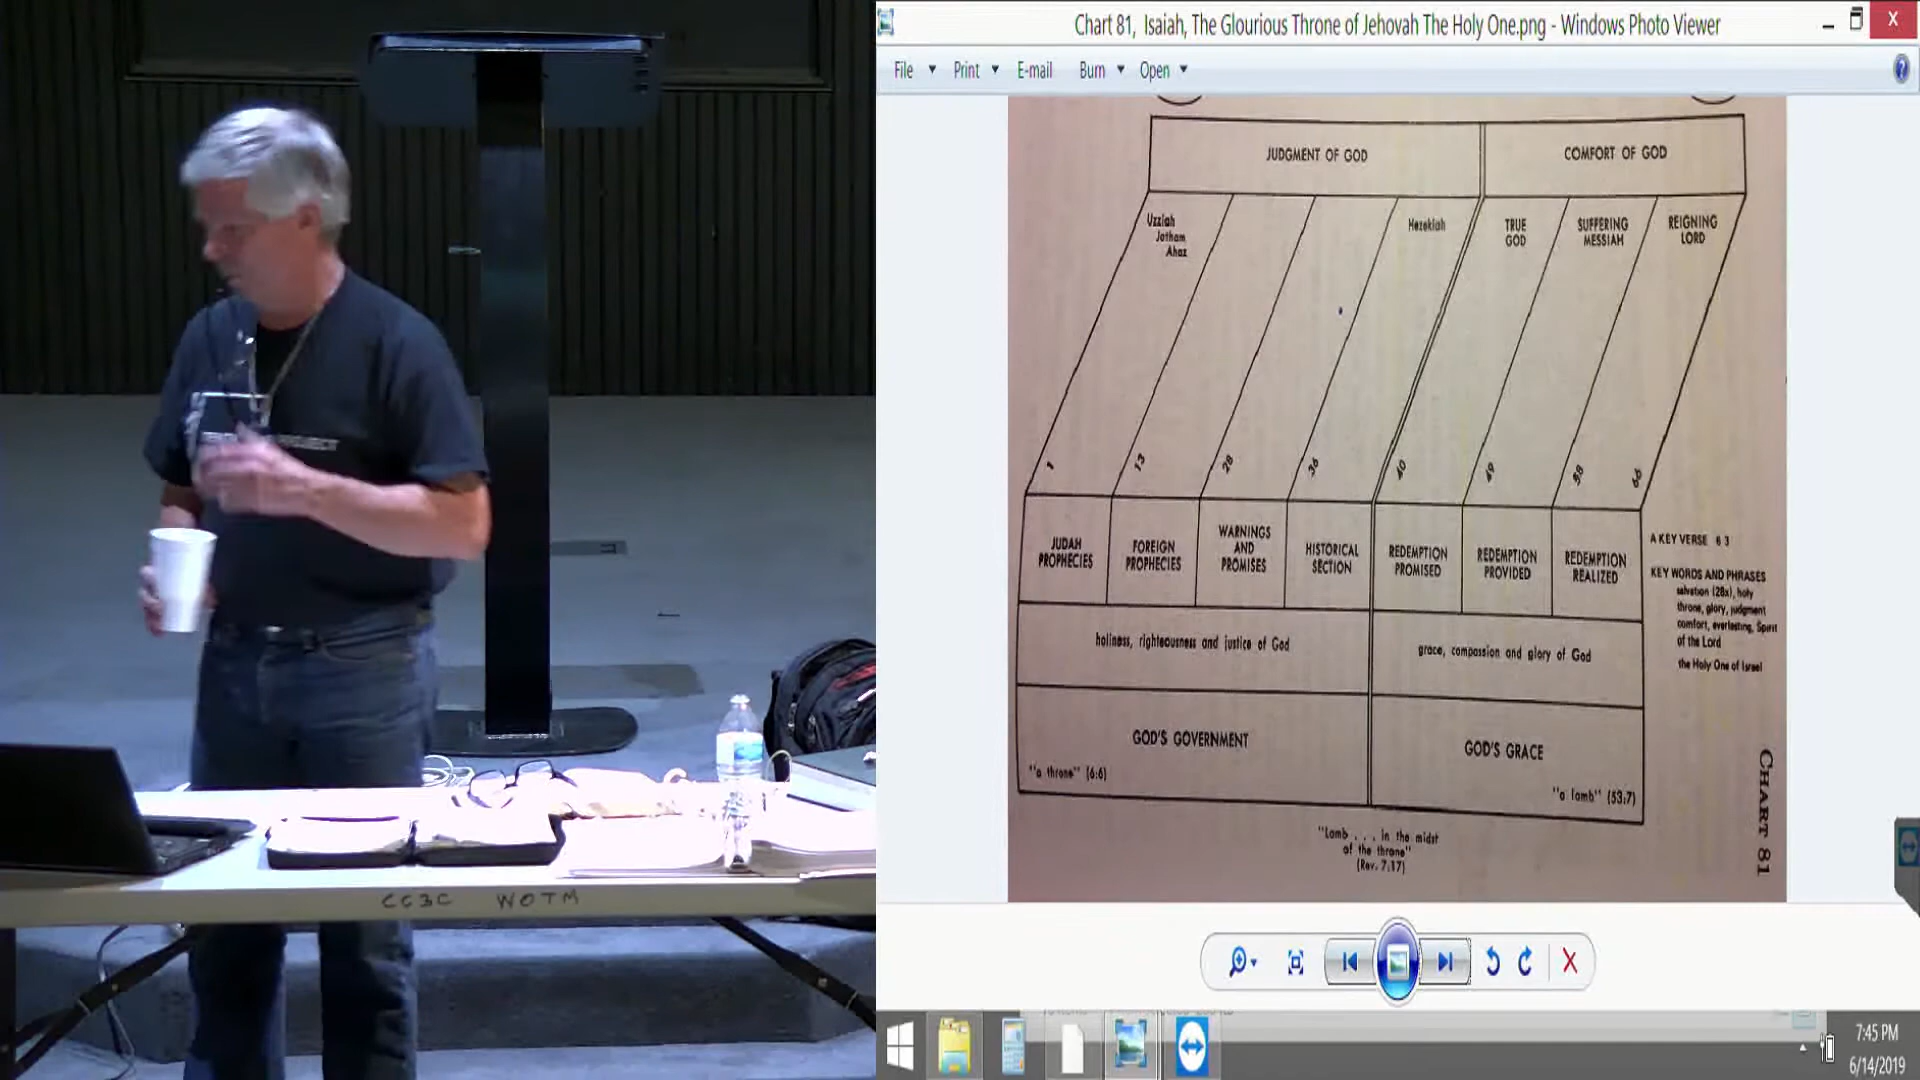 CC3C WOTM
Chart 81, Isaiah, The Glourious Throne of Jehovah The Holy One.png - Windows Photo Viewer
File Print E-mail Burn Open
JUDGMENT OF GOD
COMFORT OF GOD
Uzziah
Jotham
Ahaz
Hezekiah
TRUE
GOD
SUFFERING
MESSIAH
REIGNING
LORD
1 13 28 36 40 49 58 66
JUDAH
PROPHECIES
FOREIGN
PROPHECIES
WARNINGS
AND
PROMISES
HISTORICAL
SECTION
REDEMPTION
PROMISED
REDEMPTION
PROVIDED
REDEMPTION
REALIZED
A KEY VERSE 6 3
KEY WORDS AND PHRASES
salvation (28x), holy
throne, glory, judgment
comfort, everlasting, Spirit
of the Lord
the Holy One of Israel
holiness, righteousness and justice of God
grace, compassion and glory of God
GOD'S GOVERNMENT
GOD'S GRACE
"a throne" (6:6)
"a lamb" (53:7)
"Lamb . . . in the midst
of the throne"
(Rev. 7:17)
CHART 81
7:45 PM
6/14/2019